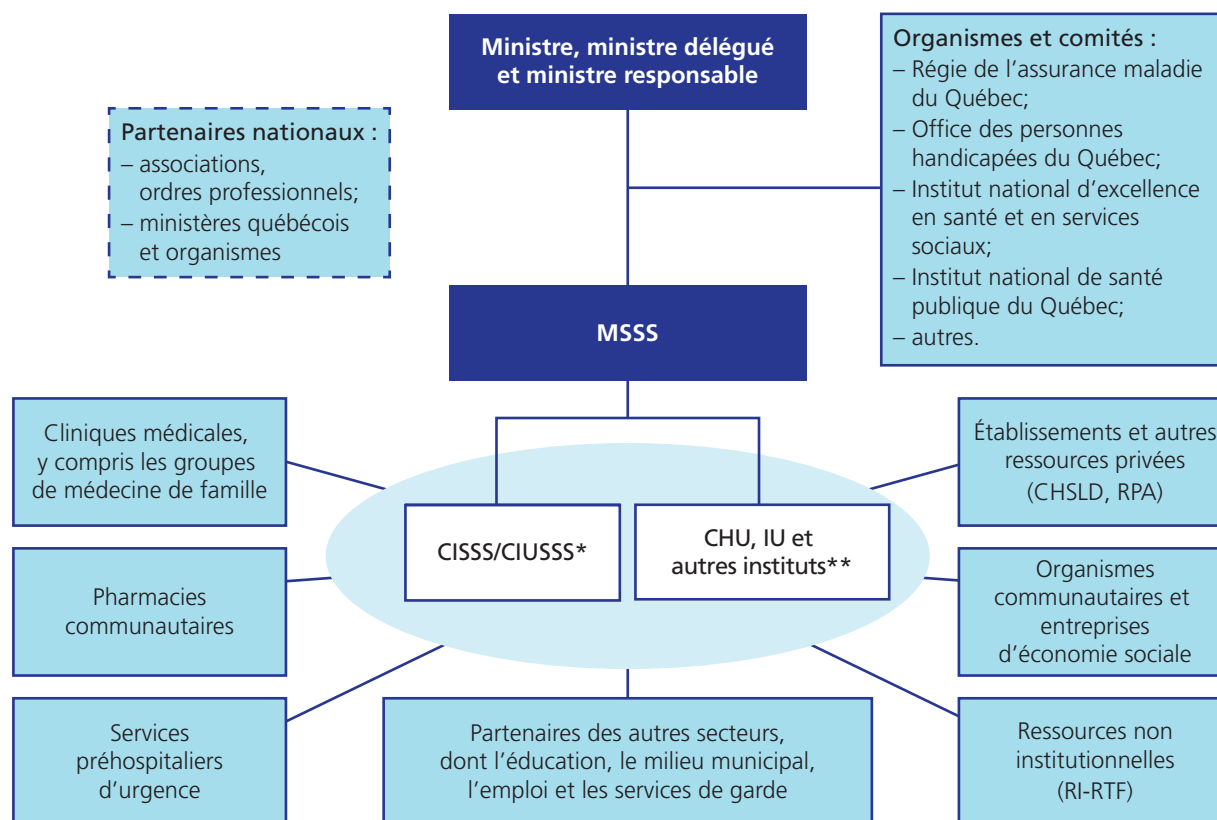 Ministre, ministre délégué
et ministre responsable
Organismes et comités :
– Régie de l’assurance maladie
du Québec;
– Office des personnes
handicapées du Québec;
– Institut national d’excellence
en santé et en services
sociaux;
– Institut national de santé
publique du Québec;
– autres.
Partenaires nationaux :
– associations,
ordres professionnels;
– ministères québécois
et organismes
MSSS
Cliniques médicales,
y compris les groupes
de médecine de famille
Établissements et autres
ressources privées
(CHSLD, RPA)
CISSS/CIUSSS*
CHU, IU et
autres instituts**
Pharmacies
communautaires
Organismes
communautaires et
entreprises
d’économie sociale
Services
préhospitaliers
d’urgence
Partenaires des autres secteurs,
dont l’éducation, le milieu municipal,
l’emploi et les services de garde
Ressources non
institutionnelles
(RI-RTF)